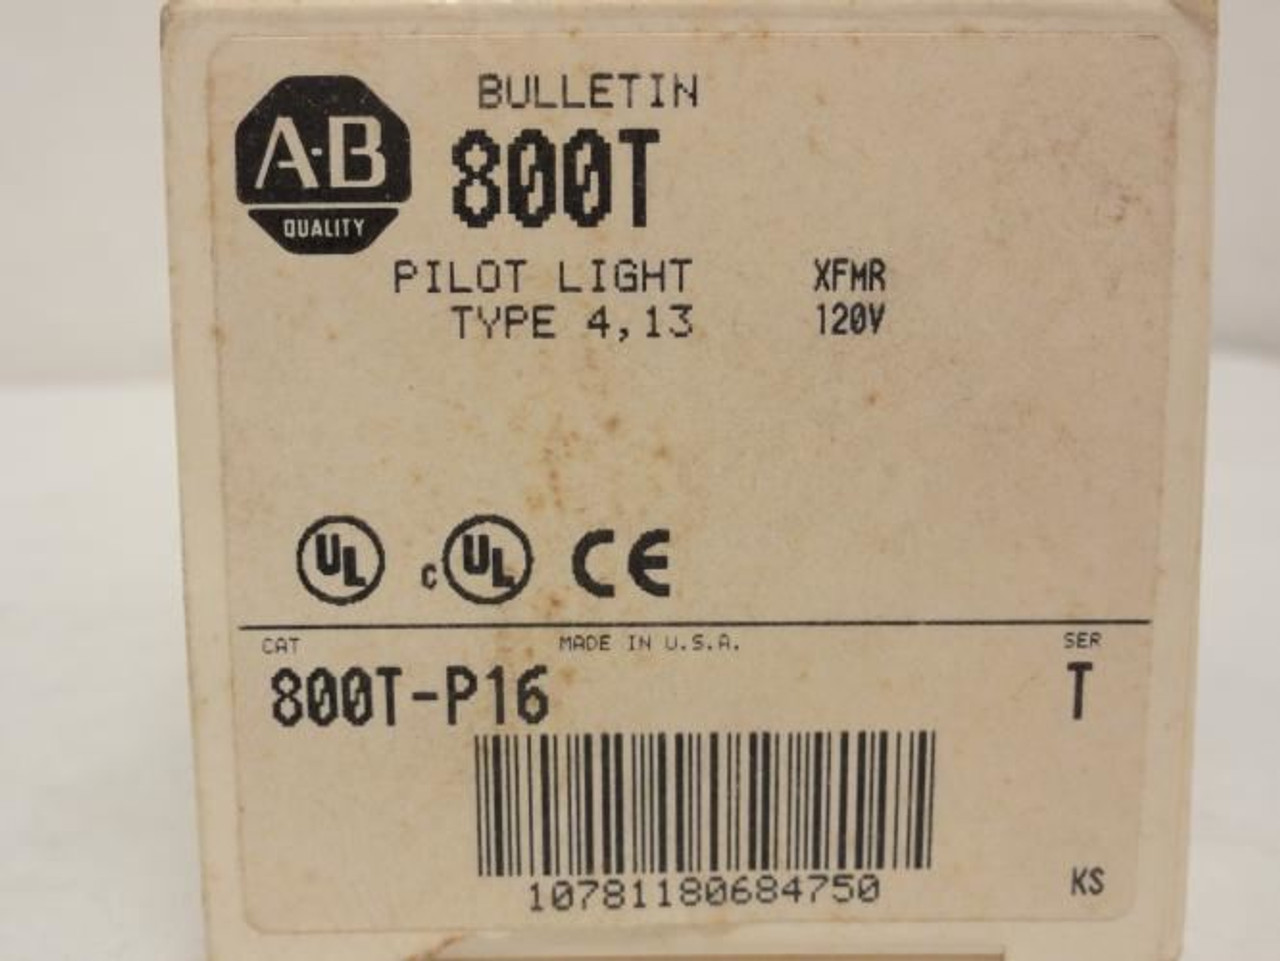 A-B
QUALITY
BULLETIN
800T
PILOT LIGHT XFMR
TYPE 4,13 120V
UL cUL CE
CAT MADE IN U.S.A. SER
800T-P16 T
10781180684750
KS